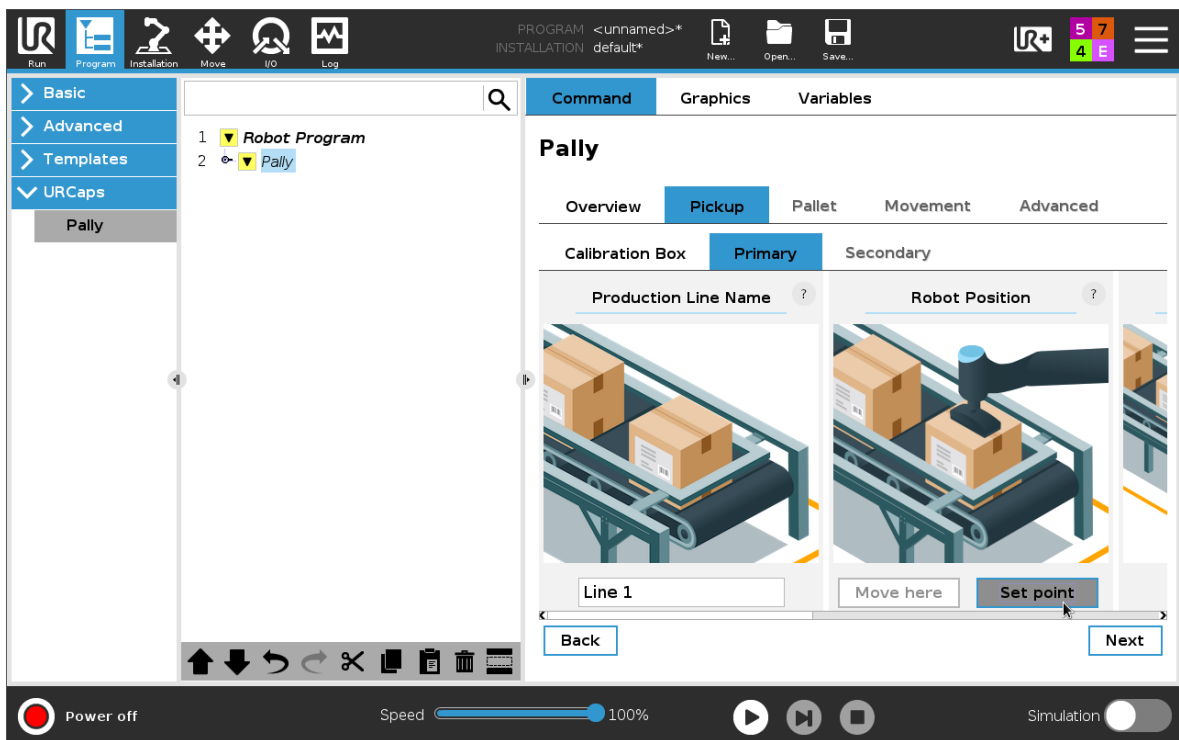 PROGRAM <unnamed>*
INSTALLATION default*
UR+
5 7
4 E
Run Program Installation Move I/O Log
New... Open... Save...
Basic
Advanced
Templates
URCaps
Pally
1 Robot Program
2 Pally
Command Graphics Variables
Pally
Overview Pickup Pallet Movement Advanced
Calibration Box Primary Secondary
Production Line Name ? Robot Position ?
Line 1 Move here Set point
Back Next
Power off Speed 100% Simulation